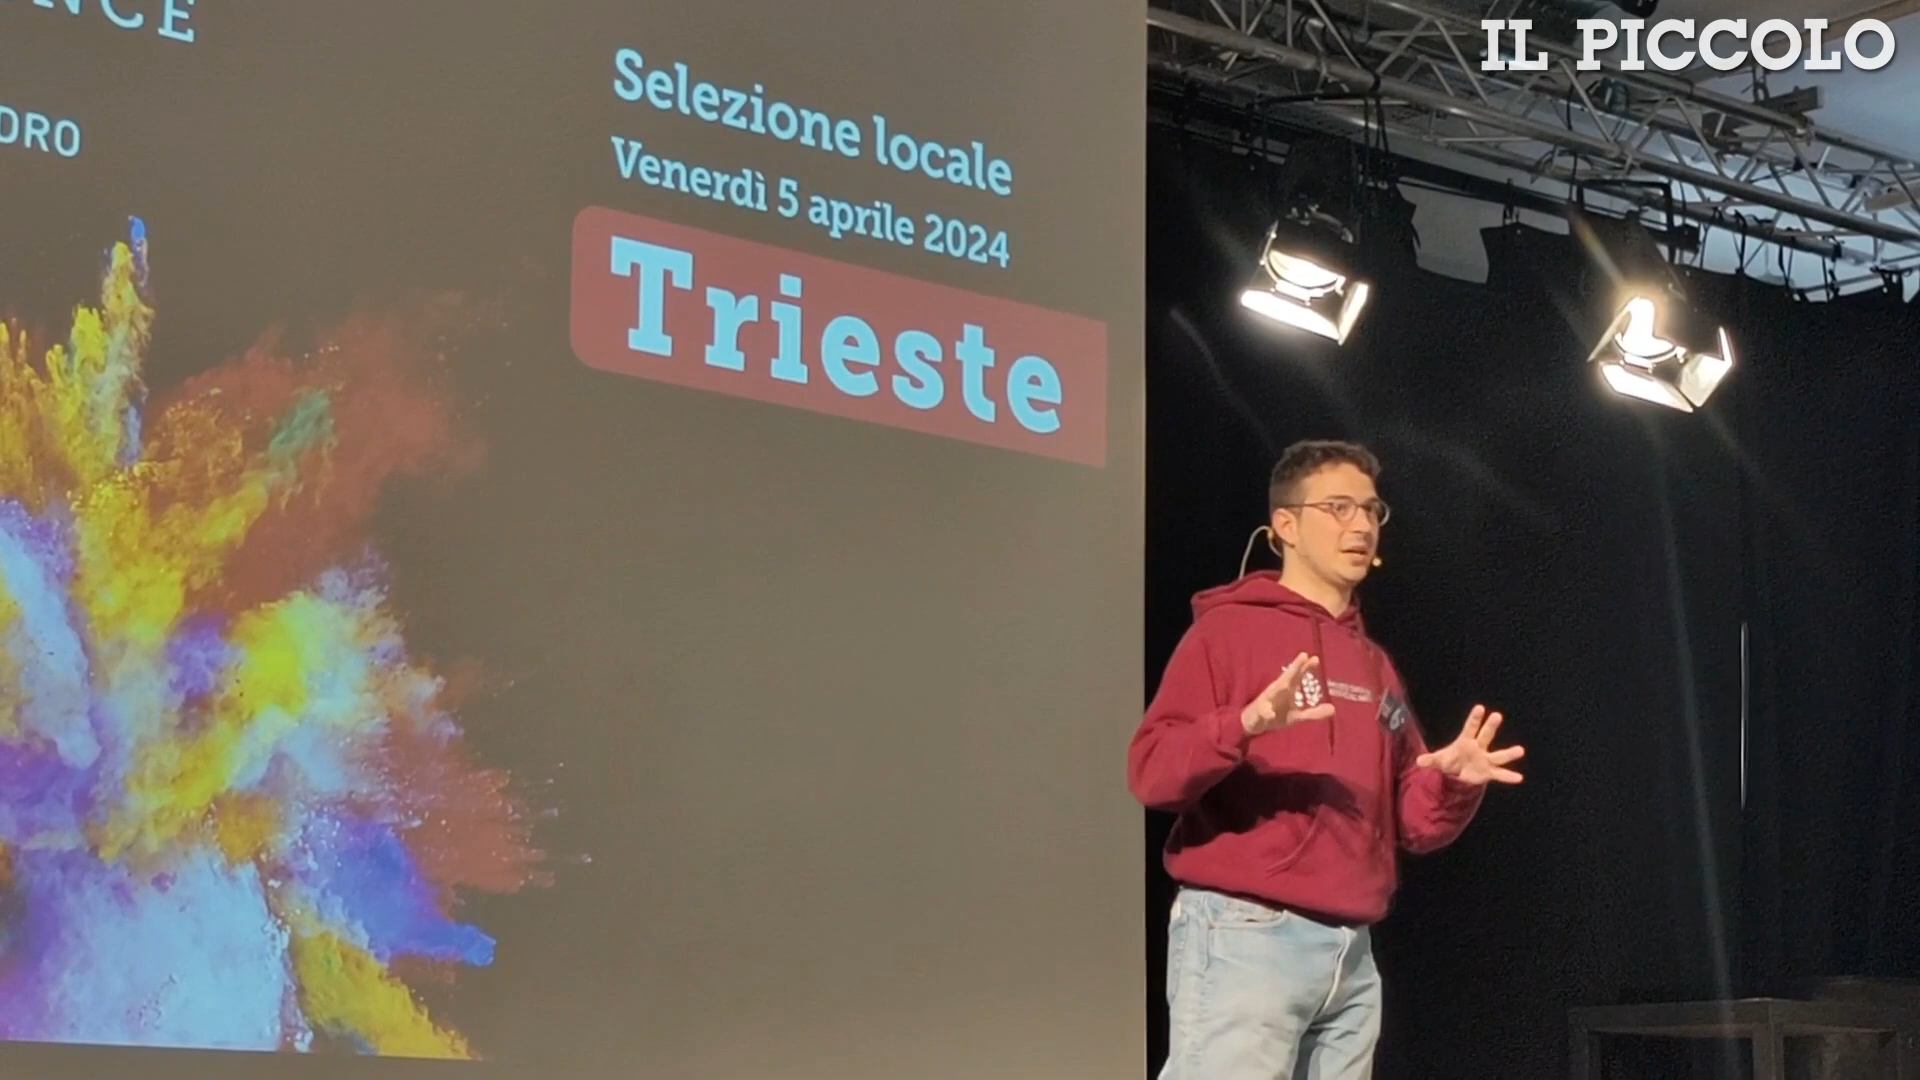 NCE
DRO
Selezione locale
Venerdì 5 aprile 2024
Trieste
IL PICCOLO